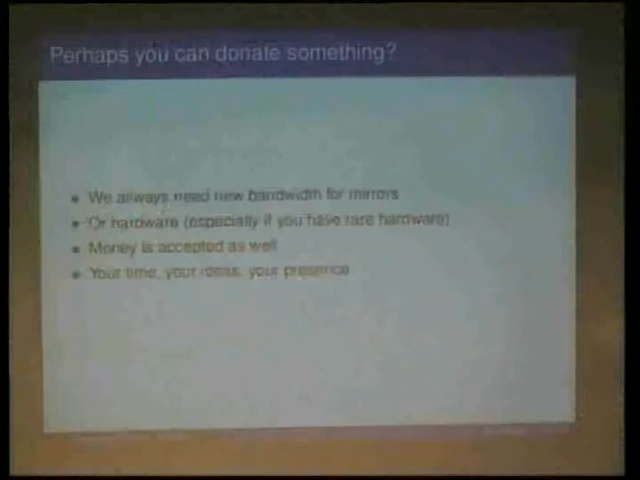 Perhaps you can donate something?
We always need new bandwidth for mirrors
Or hardware (especially if you have rare hardware)
Money is accepted as well
Your time, your ideas, your presence